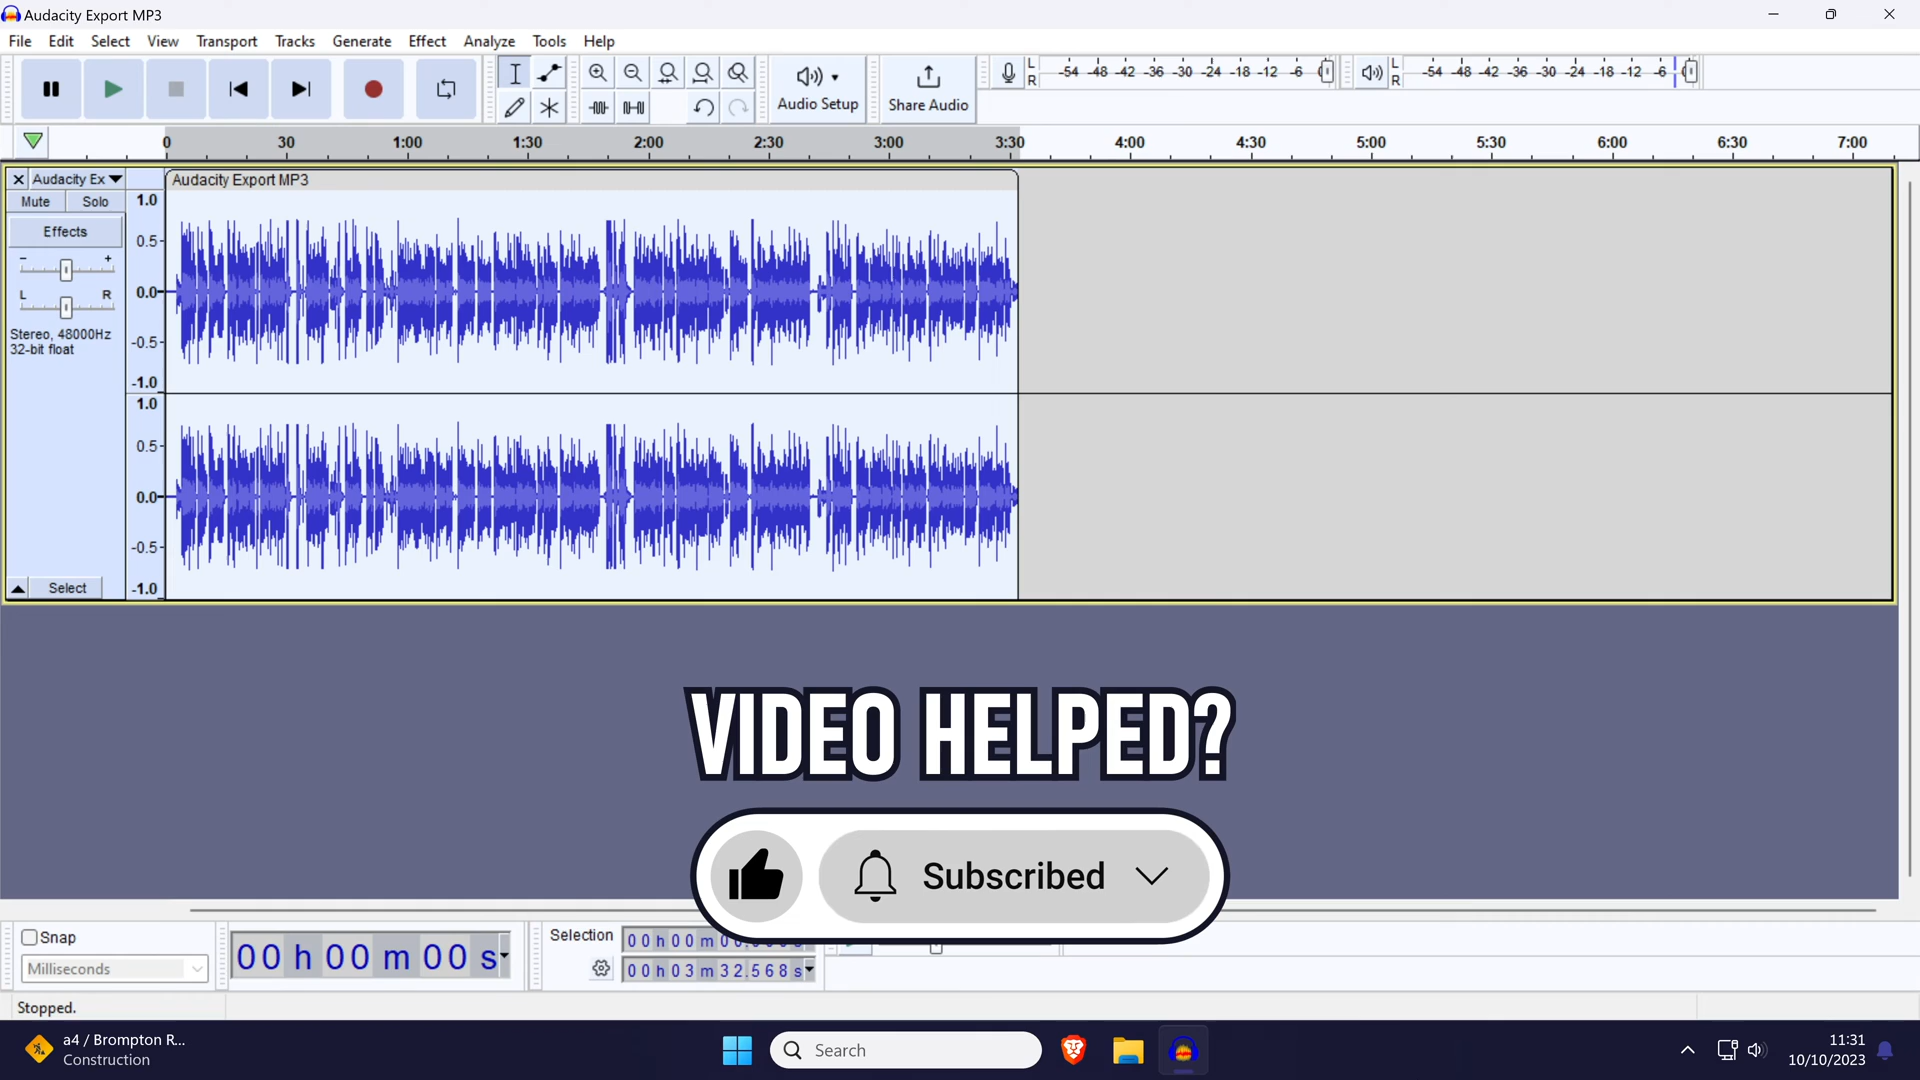 Audacity Export MP3
File Edit Select View Transport Tracks Generate Effect Analyze Tools Help
Audio Setup
Share Audio
L
R
-54 -48 -42 -36 -30 -24 -18 -12 -6
L
R
-54 -48 -42 -36 -30 -24 -18 -12 -6
0 30 1:00 1:30 2:00 2:30 3:00 3:30 4:00 4:30 5:00 5:30 6:00 6:30 7:00
Audacity Ex
Audacity Export MP3
Mute Solo
Effects
- +
L R
Stereo, 48000Hz
32-bit float
Select
1.0
0.5
0.0
-0.5
-1.0
1.0
0.5
0.0
-0.5
-1.0
VIDEO HELPED?
Subscribed
Snap
Milliseconds
00 h 00 m 00 s
Selection
00 h 00 m
00 h 03 m 32.568 s
Stopped.
a4 / Brompton R...
Construction
Search
11:31
10/10/2023